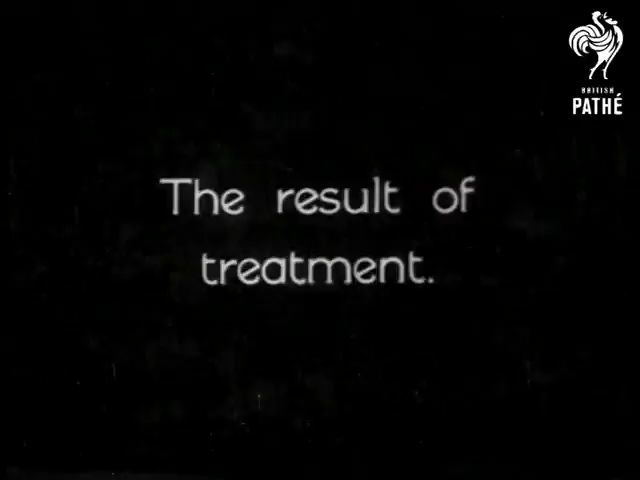 BRITISH
PATHÉ
The result of
treatment.